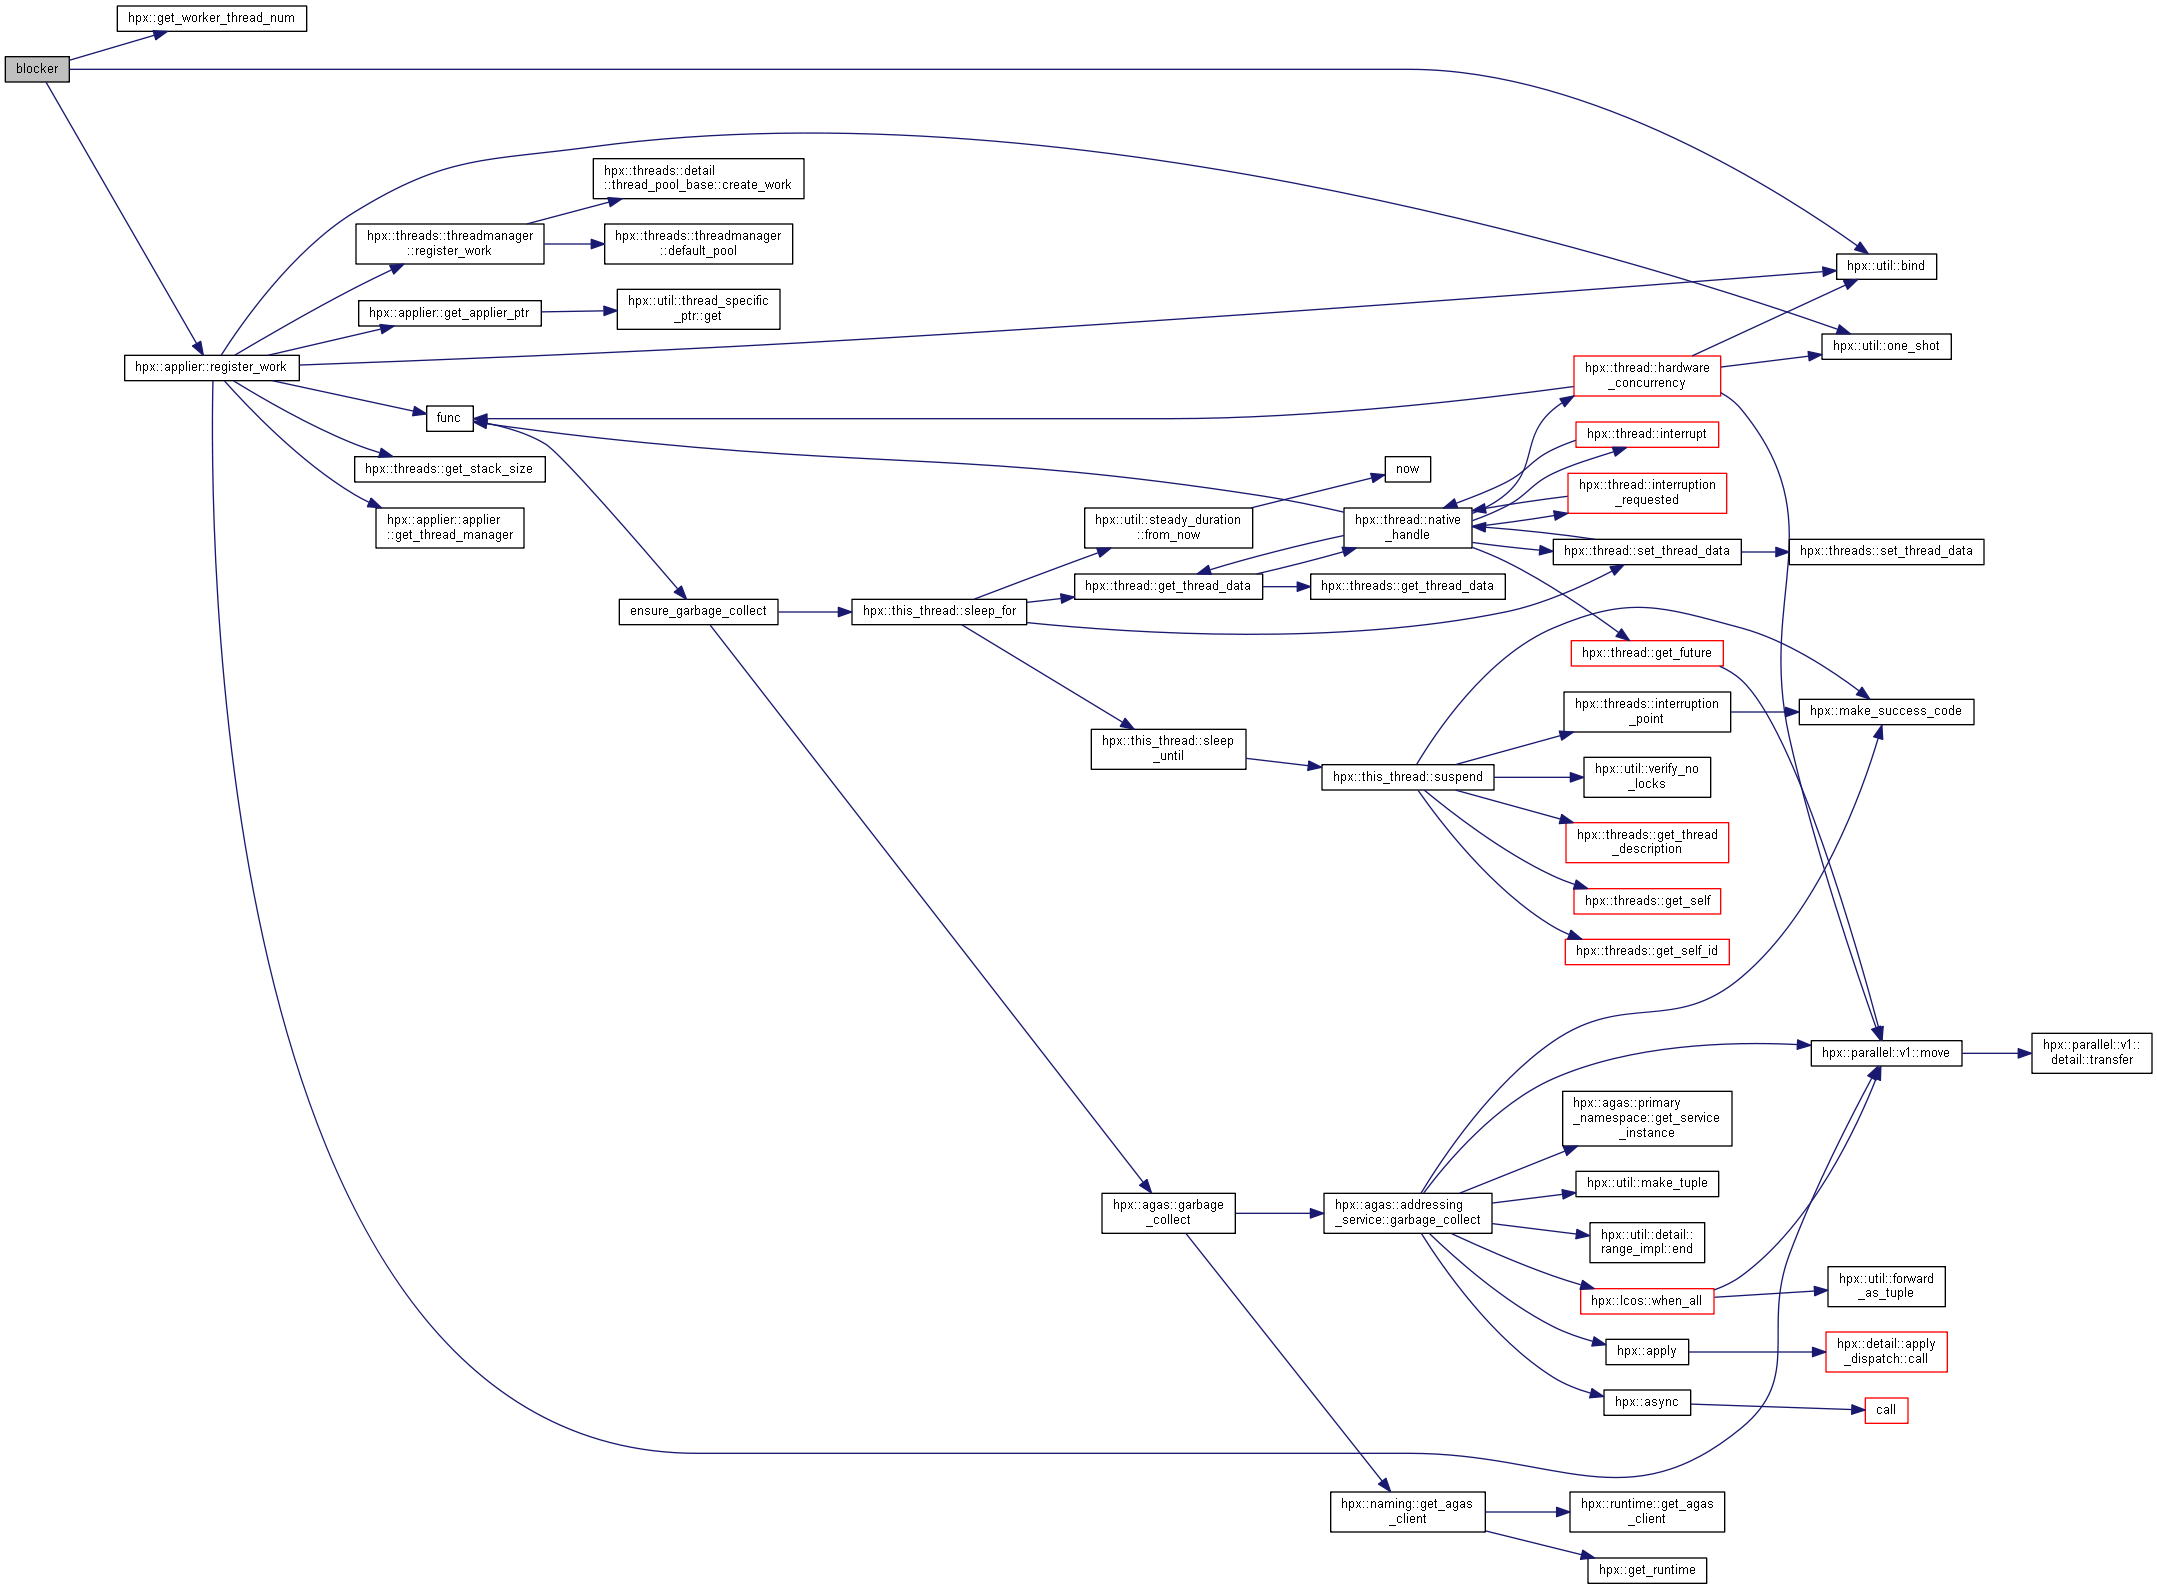 hpx::get_worker_thread_num
blocker
hpx::threads::detail
::thread_pool_base::create_work
hpx::threads::threadmanager
::register_work
hpx::threads::threadmanager
::default_pool
hpx::util::bind
hpx::applier::get_applier_ptr
hpx::util::thread_specific
_ptr::get
hpx::util::one_shot
hpx::applier::register_work
hpx::thread::hardware
_concurrency
func
hpx::thread::interrupt
hpx::threads::get_stack_size
now
hpx::thread::interruption
_requested
hpx::applier::applier
::get_thread_manager
hpx::util::steady_duration
::from_now
hpx::thread::native
_handle
hpx::thread::set_thread_data
hpx::threads::set_thread_data
hpx::thread::get_thread_data
hpx::threads::get_thread_data
ensure_garbage_collect
hpx::this_thread::sleep_for
hpx::thread::get_future
hpx::threads::interruption
_point
hpx::make_success_code
hpx::this_thread::sleep
_until
hpx::this_thread::suspend
hpx::util::verify_no
_locks
hpx::threads::get_thread
_description
hpx::threads::get_self
hpx::threads::get_self_id
hpx::parallel::v1::move
hpx::parallel::v1::
detail::transfer
hpx::agas::primary
_namespace::get_service
_instance
hpx::util::make_tuple
hpx::agas::garbage
_collect
hpx::agas::addressing
_service::garbage_collect
hpx::util::detail::
range_impl::end
hpx::lcos::when_all
hpx::util::forward
_as_tuple
hpx::apply
hpx::detail::apply
_dispatch::call
hpx::async
call
hpx::naming::get_agas
_client
hpx::runtime::get_agas
_client
hpx::get_runtime